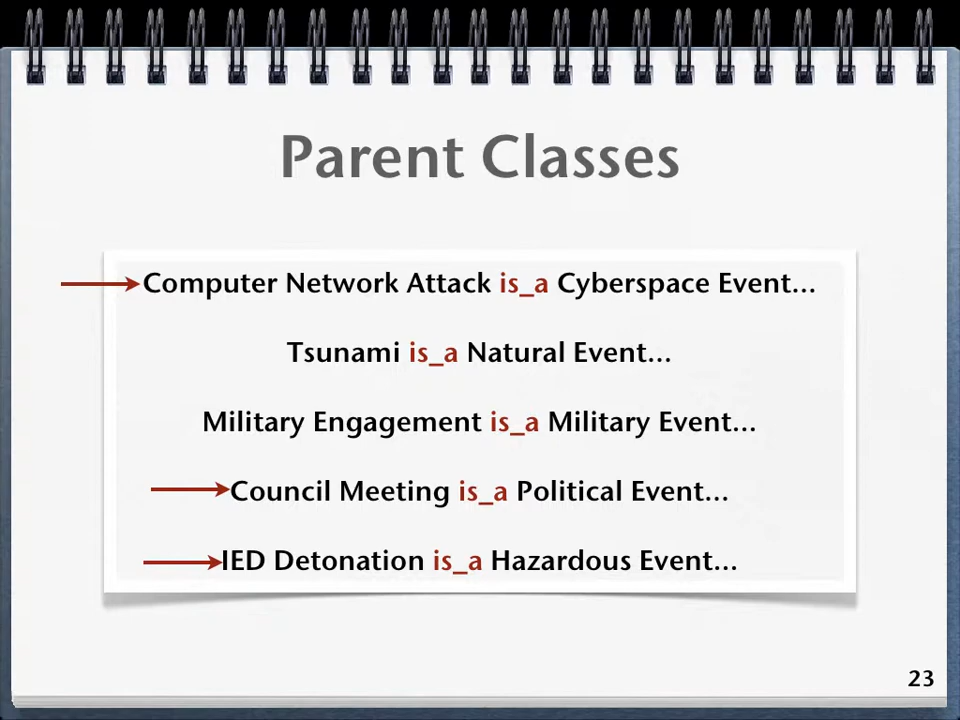 Parent Classes
Computer Network Attack is_a Cyberspace Event...
Tsunami is_a Natural Event...
Military Engagement is_a Military Event...
Council Meeting is_a Political Event...
IED Detonation is_a Hazardous Event...
23